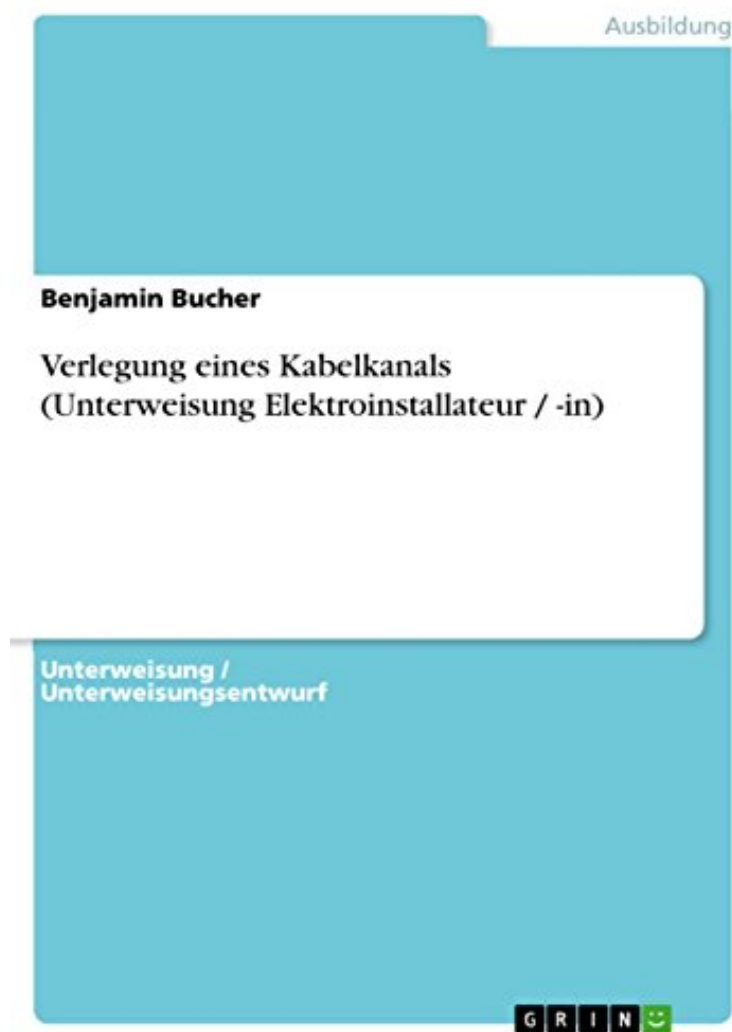 Ausbildung
Benjamin Bucher
Verlegung eines Kabelkanals
(Unterweisung Elektroinstallateur / -in)
Unterweisung /
Unterweisungsentwurf
GRIN